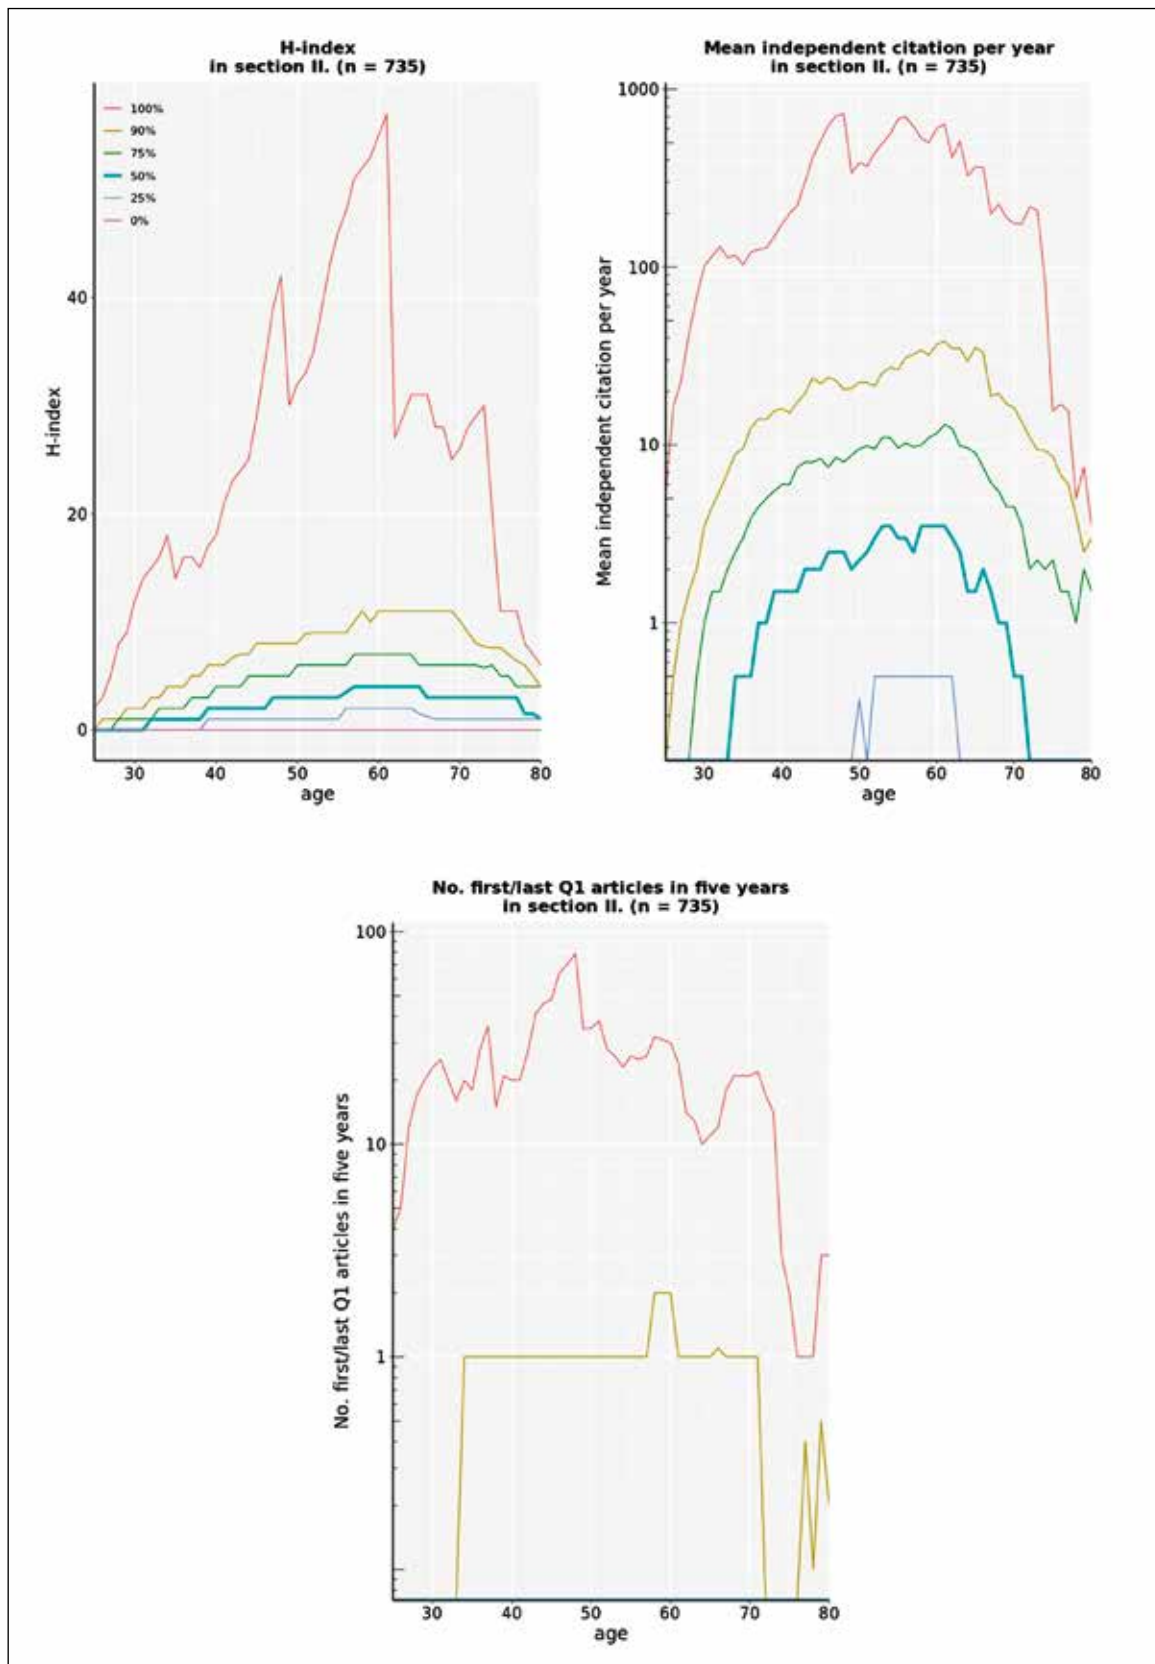 H-index
in section II. (n = 735)
100%
90%
75%
50%
25%
0%
40
20
0
H-index
30 40 50 60 70 80
age
Mean independent citation per year
in section II. (n = 735)
1000
100
10
1
Mean independent citation per year
30 40 50 60 70 80
age
No. first/last Q1 articles in five years
in section II. (n = 735)
100
10
1
No. first/last Q1 articles in five years
30 40 50 60 70 80
age